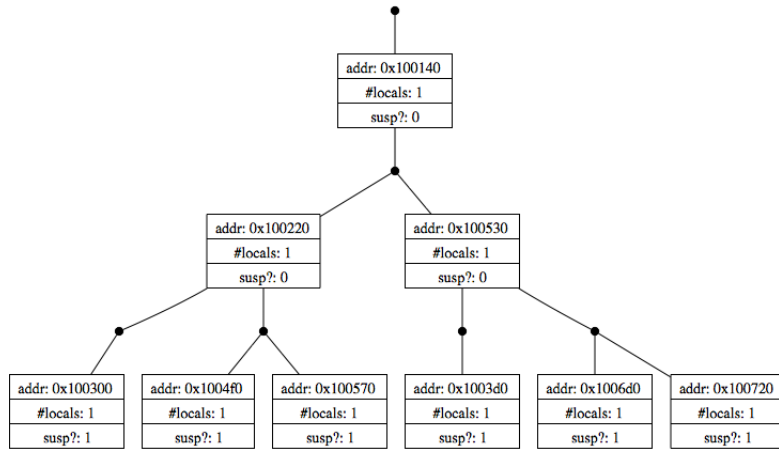 addr: 0x100140
#locals: 1
susp?: 0
addr: 0x100220
#locals: 1
susp?: 0
addr: 0x100530
#locals: 1
susp?: 0
addr: 0x100300
#locals: 1
susp?: 1
addr: 0x1004f0
#locals: 1
susp?: 1
addr: 0x100570
#locals: 1
susp?: 1
addr: 0x1003d0
#locals: 1
susp?: 1
addr: 0x1006d0
#locals: 1
susp?: 1
addr: 0x100720
#locals: 1
susp?: 1